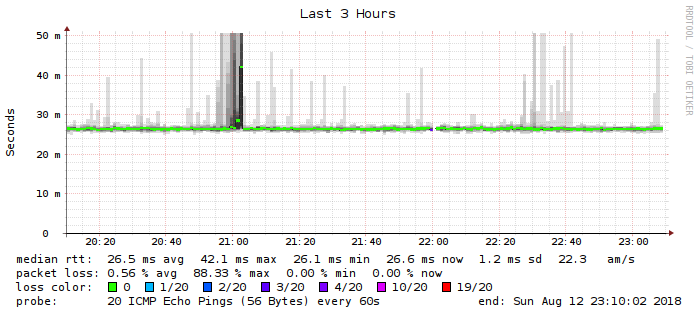 Last 3 Hours
RRDTOOL / TOBI OETIKER
Seconds
50 m
40 m
30 m
20 m
10 m
0
20:20 20:40 21:00 21:20 21:40 22:00 22:20 22:40 23:00
median rtt: 26.5 ms avg 42.1 ms max 26.1 ms min 26.6 ms now 1.2 ms sd 22.3 am/s
packet loss: 0.56 % avg 88.33 % max 0.00 % min 0.00 % now
loss color: 0 1/20 2/20 3/20 4/20 10/20 19/20
probe: 20 ICMP Echo Pings (56 Bytes) every 60s end: Sun Aug 12 23:10:02 2018